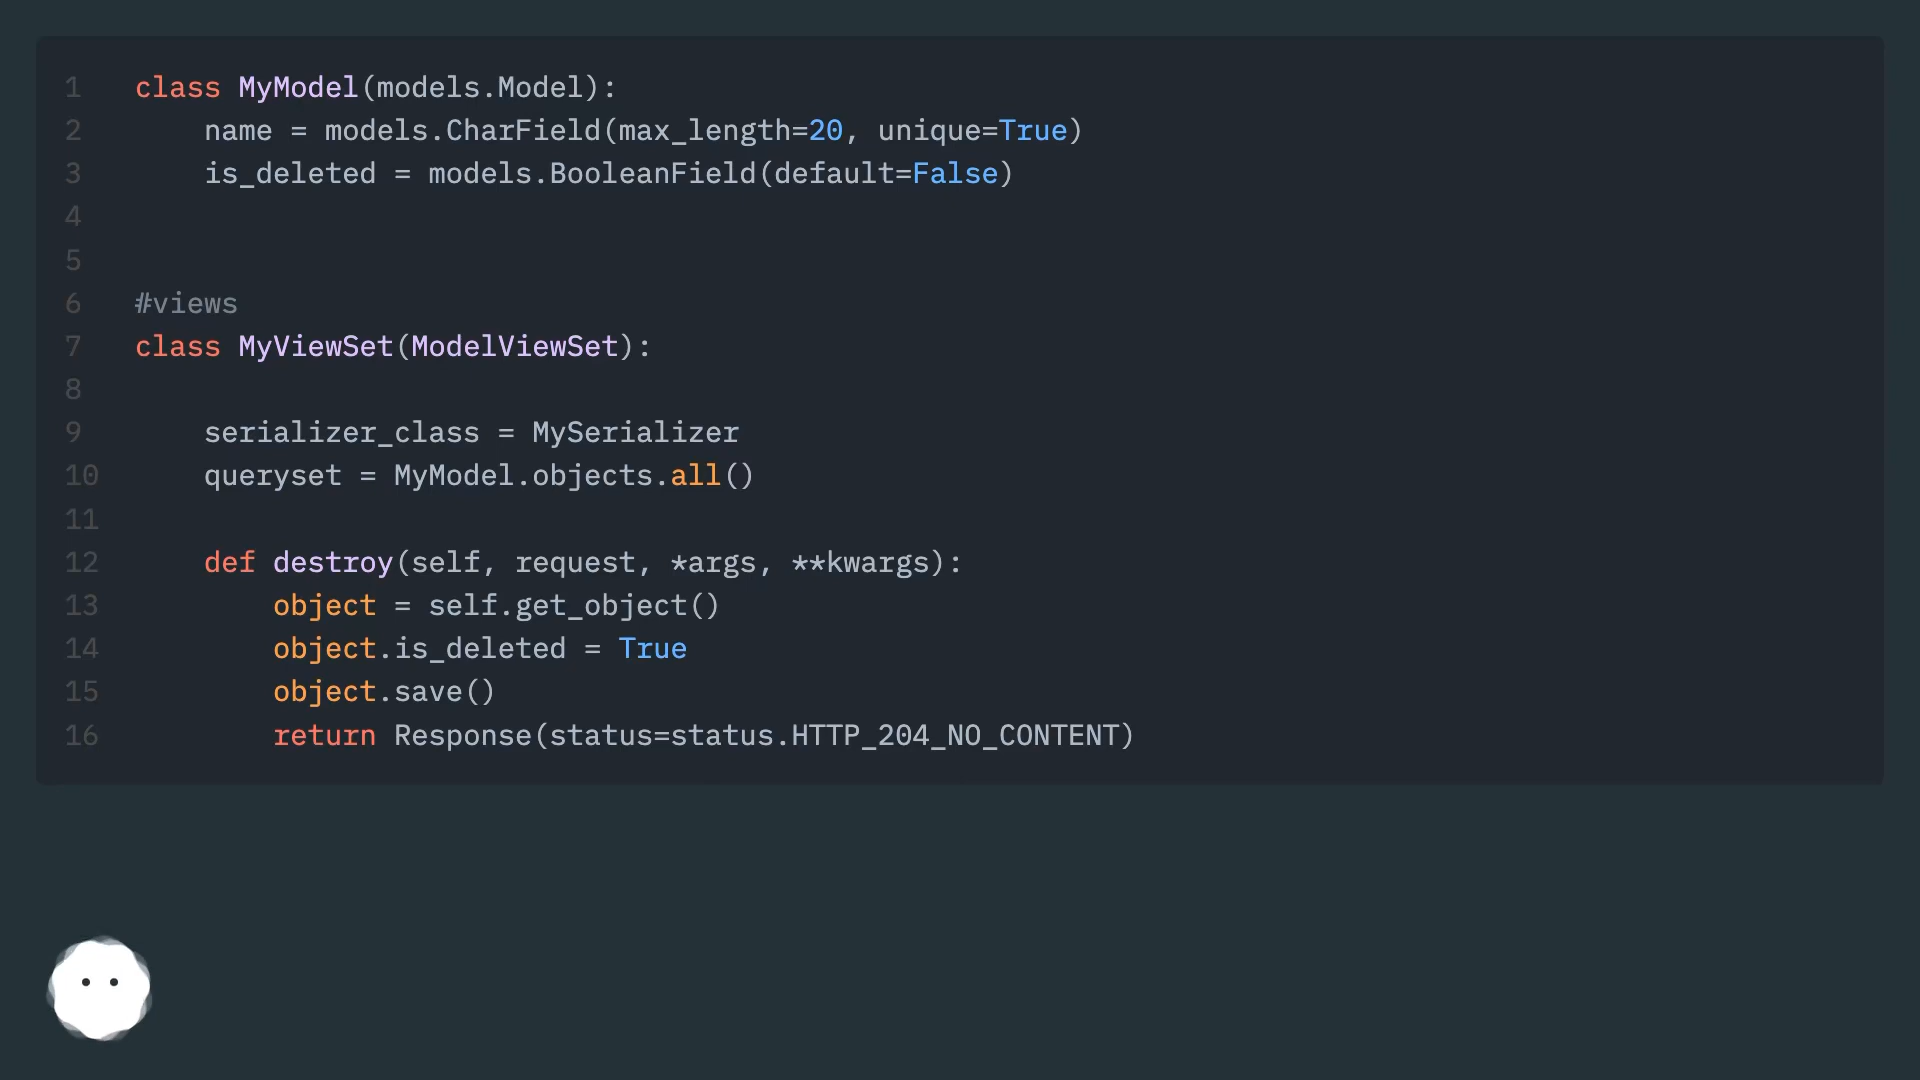 1 class MyModel(models.Model):
2 name = models.CharField(max_length=20, unique=True)
3 is_deleted = models.BooleanField(default=False)
4
5
6 #views
7 class MyViewSet(ModelViewSet):
8
9 serializer_class = MySerializer
10 queryset = MyModel.objects.all()
11
12 def destroy(self, request, *args, **kwargs):
13 object = self.get_object()
14 object.is_deleted = True
15 object.save()
16 return Response(status=status.HTTP_204_NO_CONTENT)